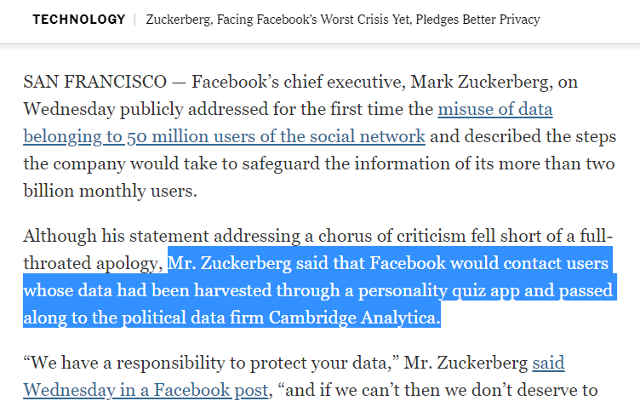 TECHNOLOGY | Zuckerberg, Facing Facebook’s Worst Crisis Yet, Pledges Better Privacy
SAN FRANCISCO — Facebook’s chief executive, Mark Zuckerberg, on
Wednesday publicly addressed for the first time the misuse of data
belonging to 50 million users of the social network and described the steps
the company would take to safeguard the information of its more than two
billion monthly users.
Although his statement addressing a chorus of criticism fell short of a full-
throated apology, Mr. Zuckerberg said that Facebook would contact users
whose data had been harvested through a personality quiz app and passed
along to the political data firm Cambridge Analytica.
“We have a responsibility to protect your data,” Mr. Zuckerberg said
Wednesday in a Facebook post, “and if we can’t then we don’t deserve to